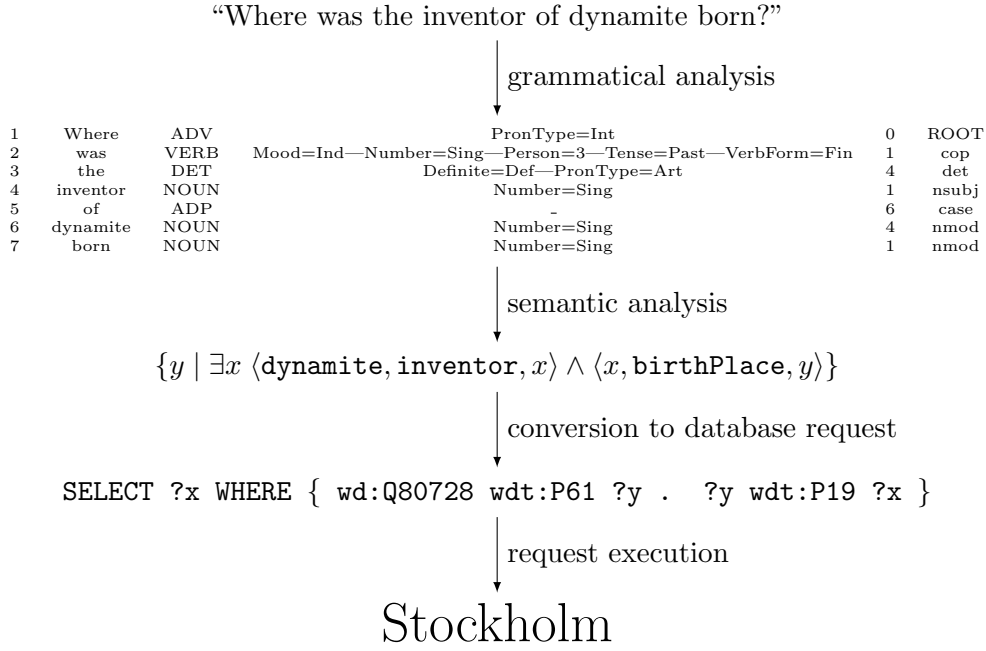 “Where was the inventor of dynamite born?”
grammatical analysis
1 Where ADV PronType=Int 0 ROOT
2 was VERB Mood=Ind—Number=Sing—Person=3—Tense=Past—VerbForm=Fin 1 cop
3 the DET Definite=Def—PronType=Art 4 det
4 inventor NOUN Number=Sing 1 nsubj
5 of ADP _ 6 case
6 dynamite NOUN Number=Sing 4 nmod
7 born NOUN Number=Sing 1 nmod
semantic analysis
{y | ∃x ⟨dynamite, inventor, x⟩ ∧ ⟨x, birthPlace, y⟩}
conversion to database request
SELECT ?x WHERE { wd:Q80728 wdt:P61 ?y . ?y wdt:P19 ?x }
request execution
Stockholm